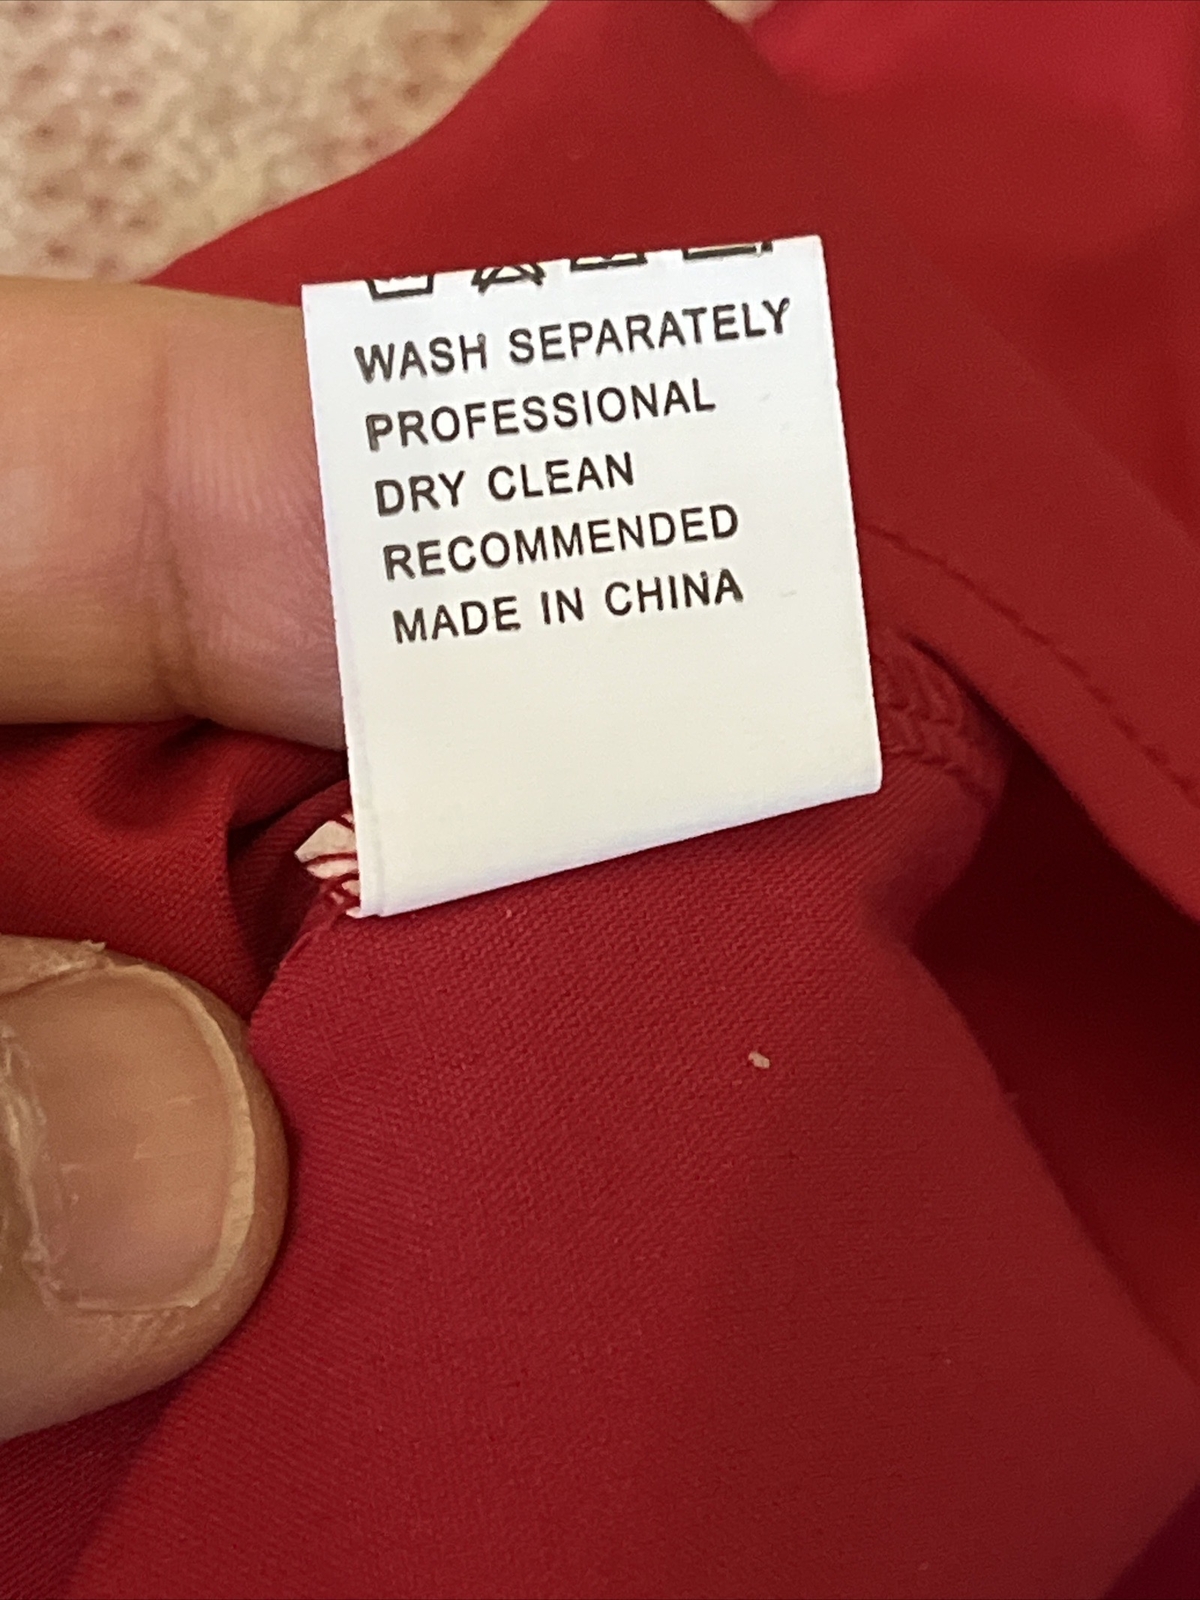 WASH SEPARATELY
PROFESSIONAL
DRY CLEAN
RECOMMENDED
MADE IN CHINA